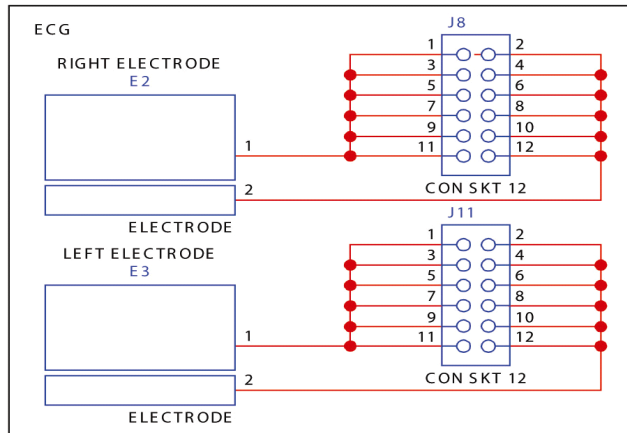 ECG
RIGHT ELECTRODE
E2
1
2
ELECTRODE
J8
1 2
3 4
5 6
7 8
9 10
11 12
CON SKT 12
LEFT ELECTRODE
E3
1
2
ELECTRODE
J11
1 2
3 4
5 6
7 8
9 10
11 12
CON SKT 12